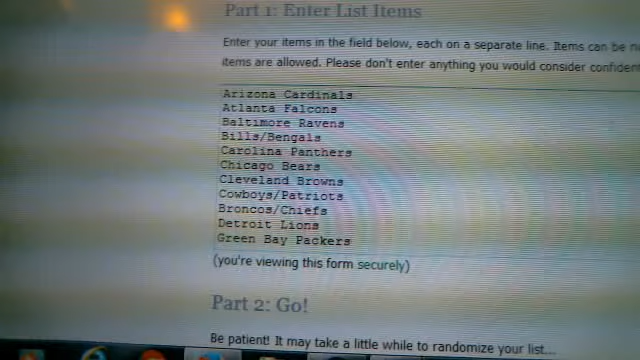 Part 1: Enter List Items
Enter your items in the field below, each on a separate line. Items can be
items are allowed. Please don't enter anything you would consider
Arizona Cardinals
Atlanta Falcons
Baltimore Ravens
Bills/Bengals
Carolina Panthers
Chicago Bears
Cleveland Browns
Cowboys/Patriots
Broncos/Chiefs
Detroit Lions
Green Bay Packers
(you're viewing this form securely)
Part 2: Go!
Be patient! It may take a little while to randomize your list...